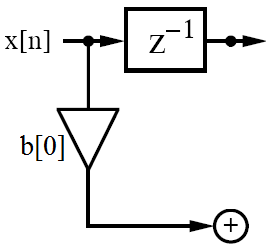 x[n]
z⁻¹
b[0]
+